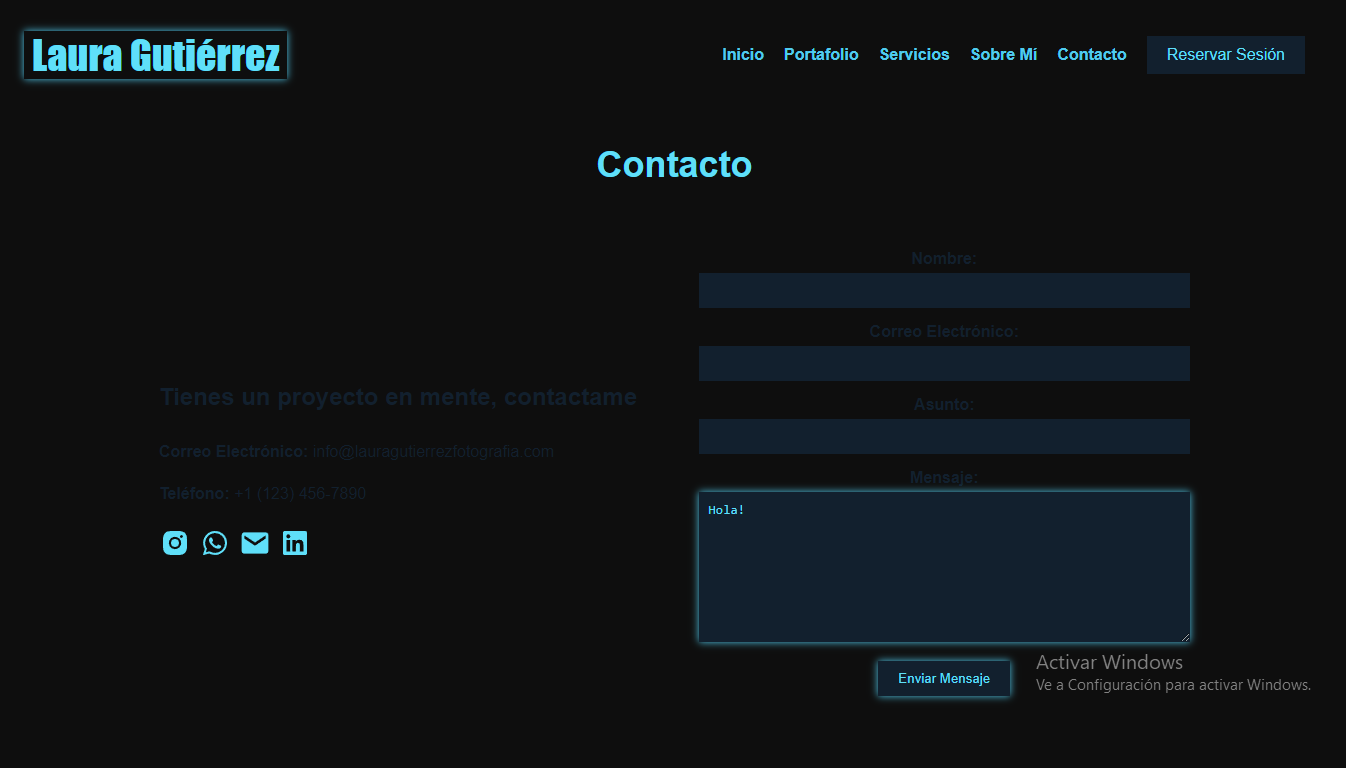 Laura Gutiérrez
Inicio Portafolio Servicios Sobre Mí Contacto Reservar Sesión
Contacto
Tienes un proyecto en mente, contactame
Correo Electrónico: info@lauragutierrezfotografia.com
Teléfono: +1 (123) 456-7890
Nombre:
Correo Electrónico:
Asunto:
Mensaje:
Hola!
Enviar Mensaje
Activar Windows
Ve a Configuración para activar Windows.